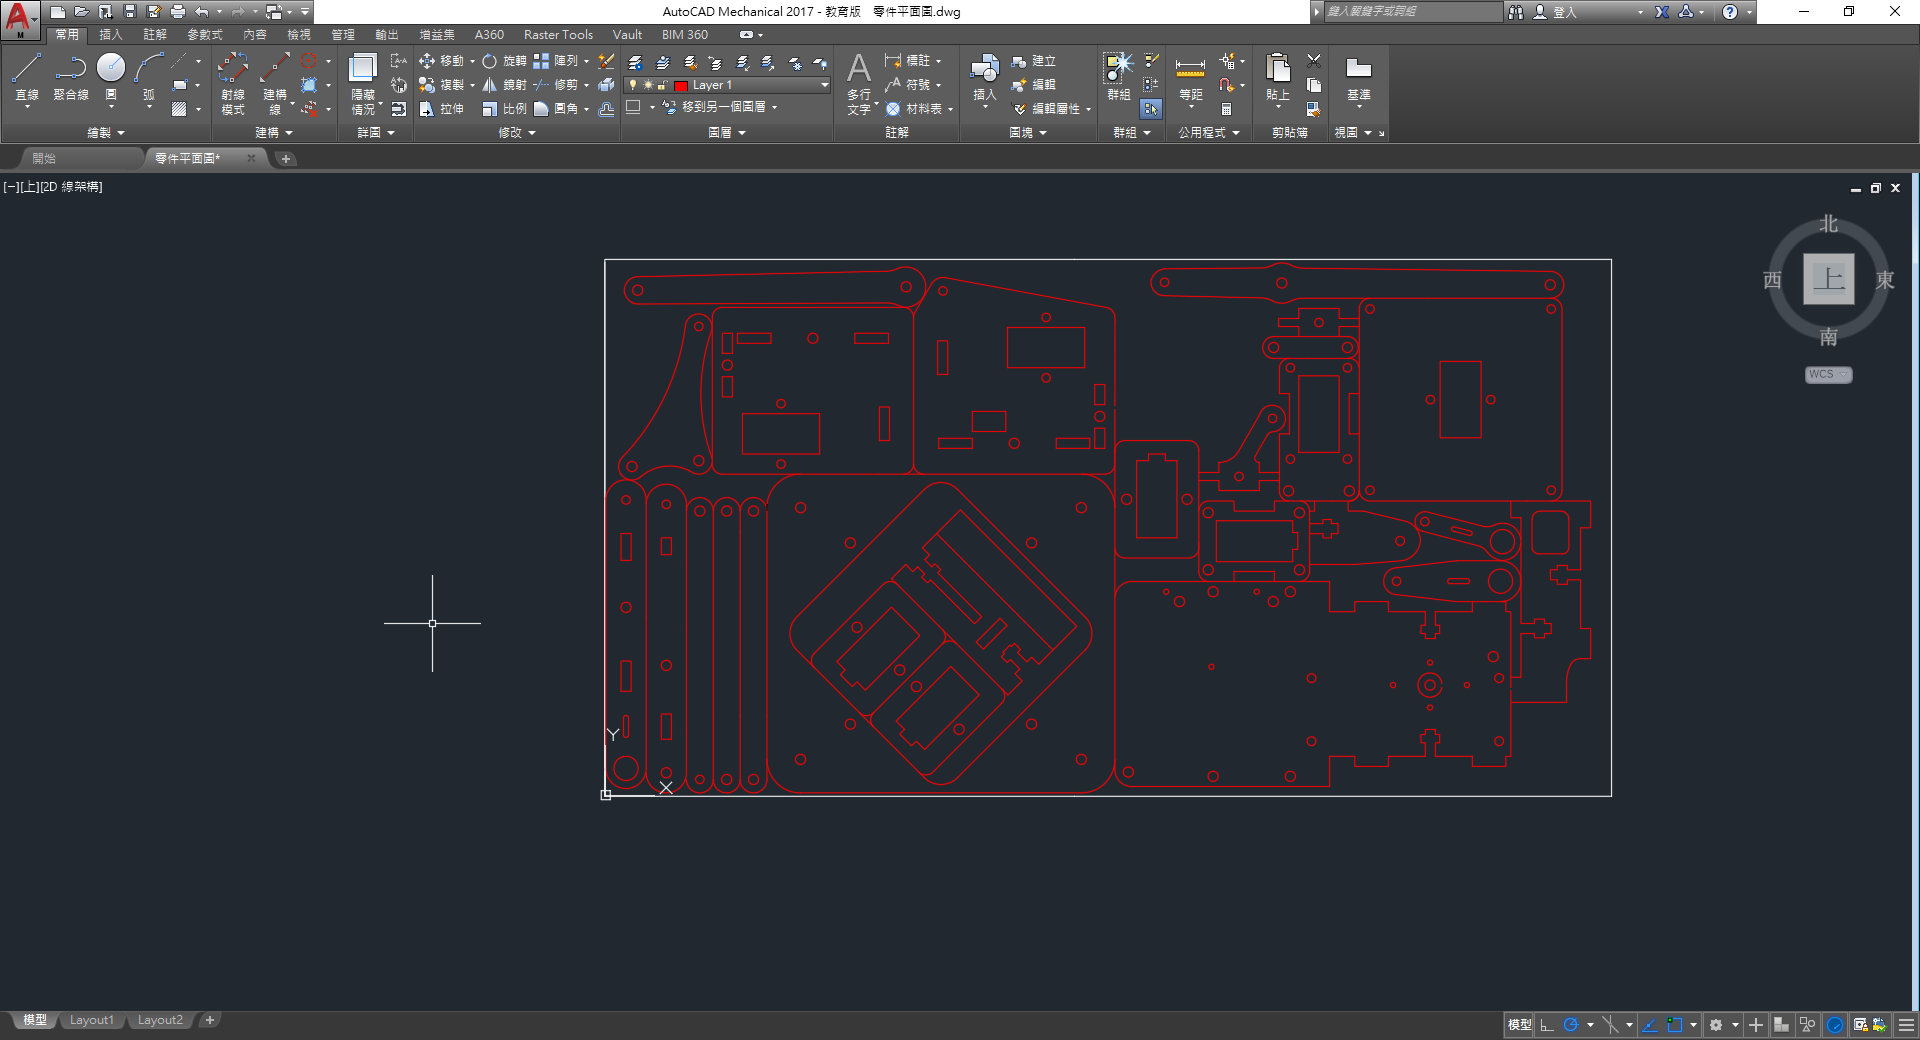 AutoCAD Mechanical 2017 - 教育版 零件平面圖.dwg
鍵入關鍵字或詞組
登入
常用 插入 註解 參數式 內容 檢視 管理 輸出 增益集 A360 Raster Tools Vault BIM 360
直線
聚合線
圓
弧
繪製
射線
模式
建構
線
建構
隱藏
情況
詳圖
移動
旋轉
陣列
複製
鏡射
修剪
拉伸
比例
圓角
修改
Layer 1
移到另一個圖層
圖層
多行
文字
標註
符號
材料表
註解
插入
建立
編輯
編輯屬性
圖塊
群組
群組
等距
公用程式
貼上
剪貼簿
基準
視圖
開始
零件平面圖*
[−][上][2D 線架構]
北
西 上 東
南
WCS
Y
X
模型 Layout1 Layout2
模型